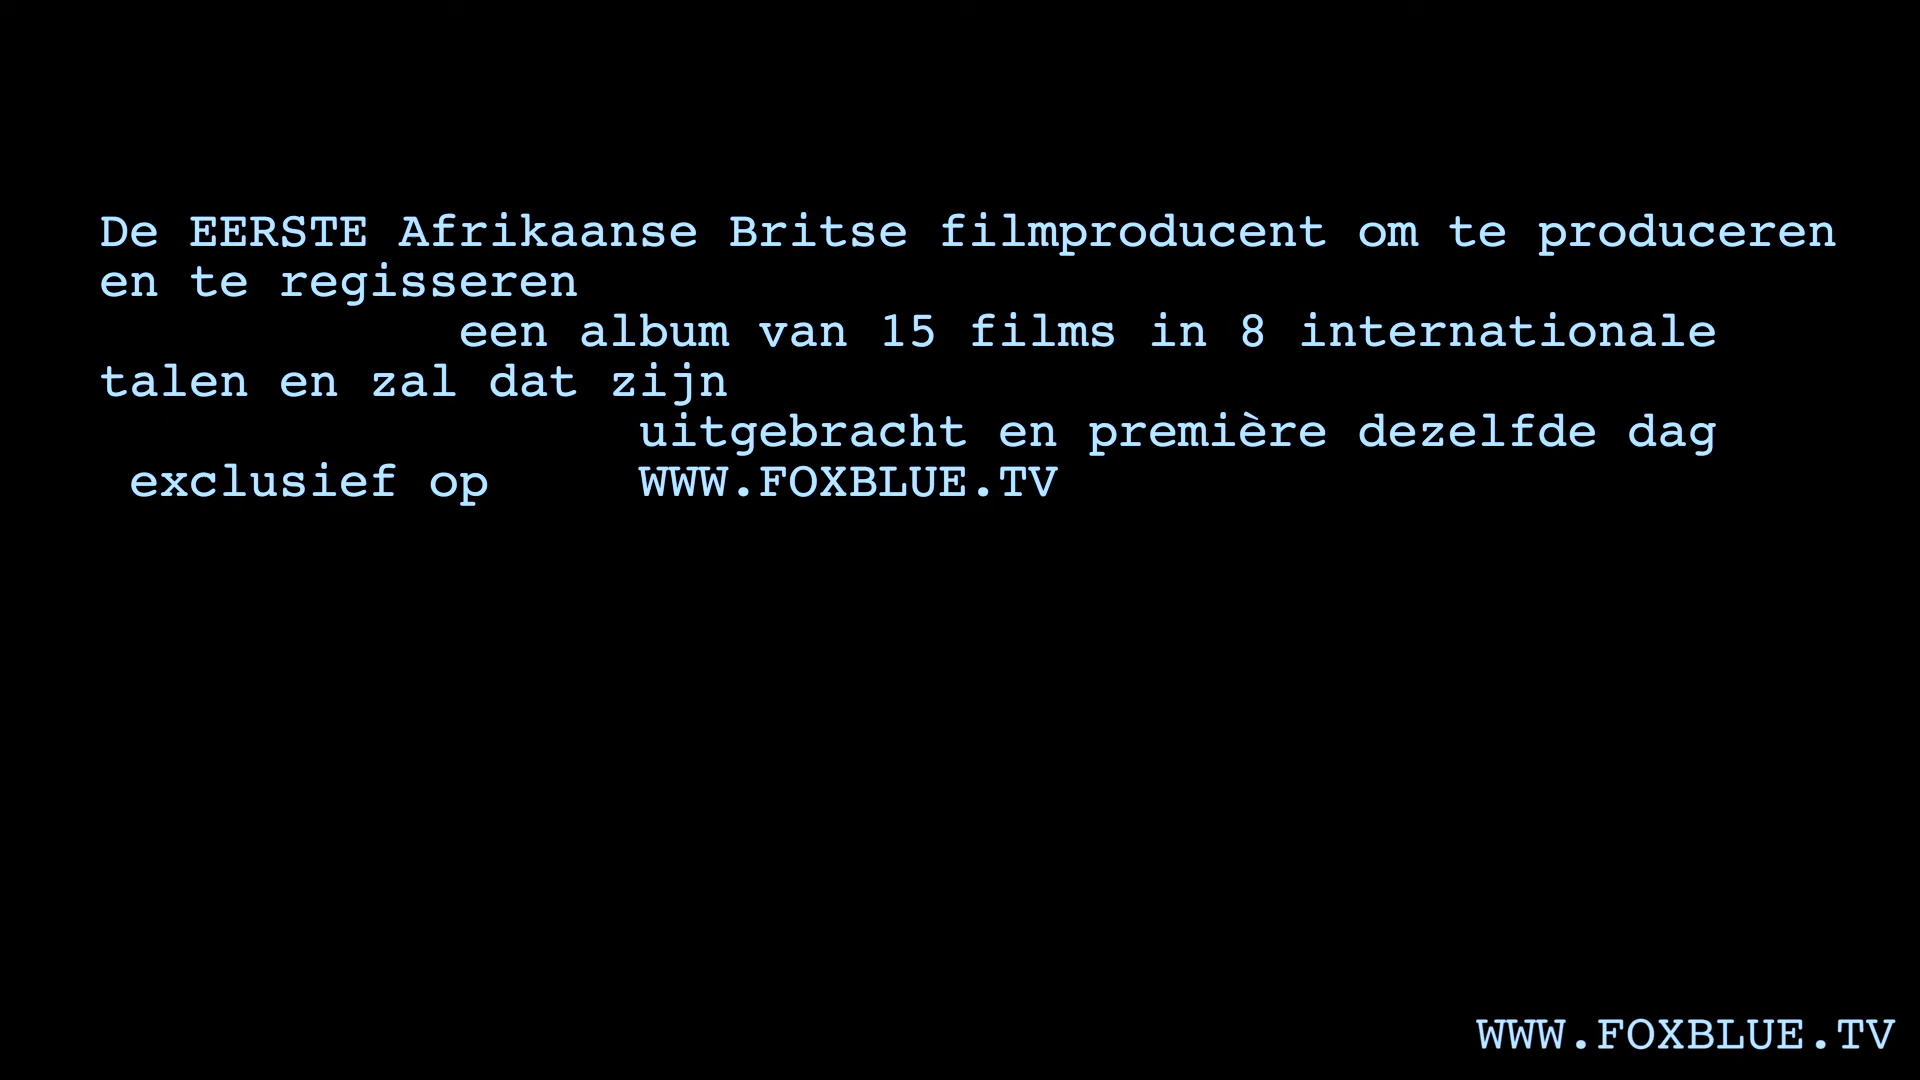 De EERSTE Afrikaanse Britse filmproducent om te produceren
en te regisseren
een album van 15 films in 8 internationale
talen en zal dat zijn
uitgebracht en première dezelfde dag
exclusief op WWW.FOXBLUE.TV
WWW.FOXBLUE.TV